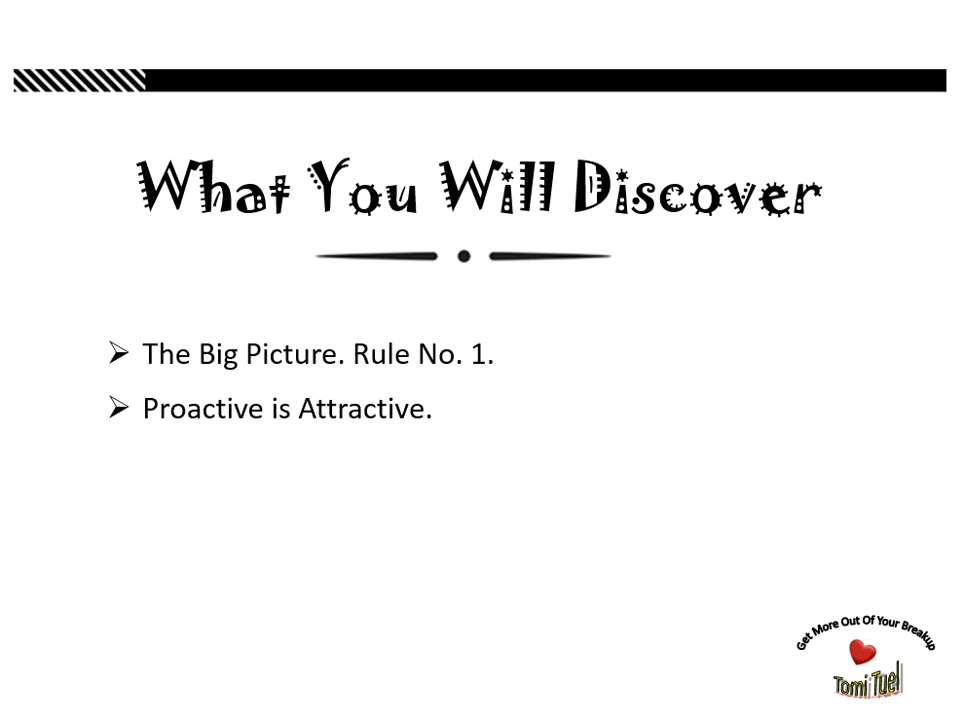 What You Will Discover
The Big Picture. Rule No. 1.
Proactive is Attractive.
Get More Out Of Your Breakup
Tomi Tuel